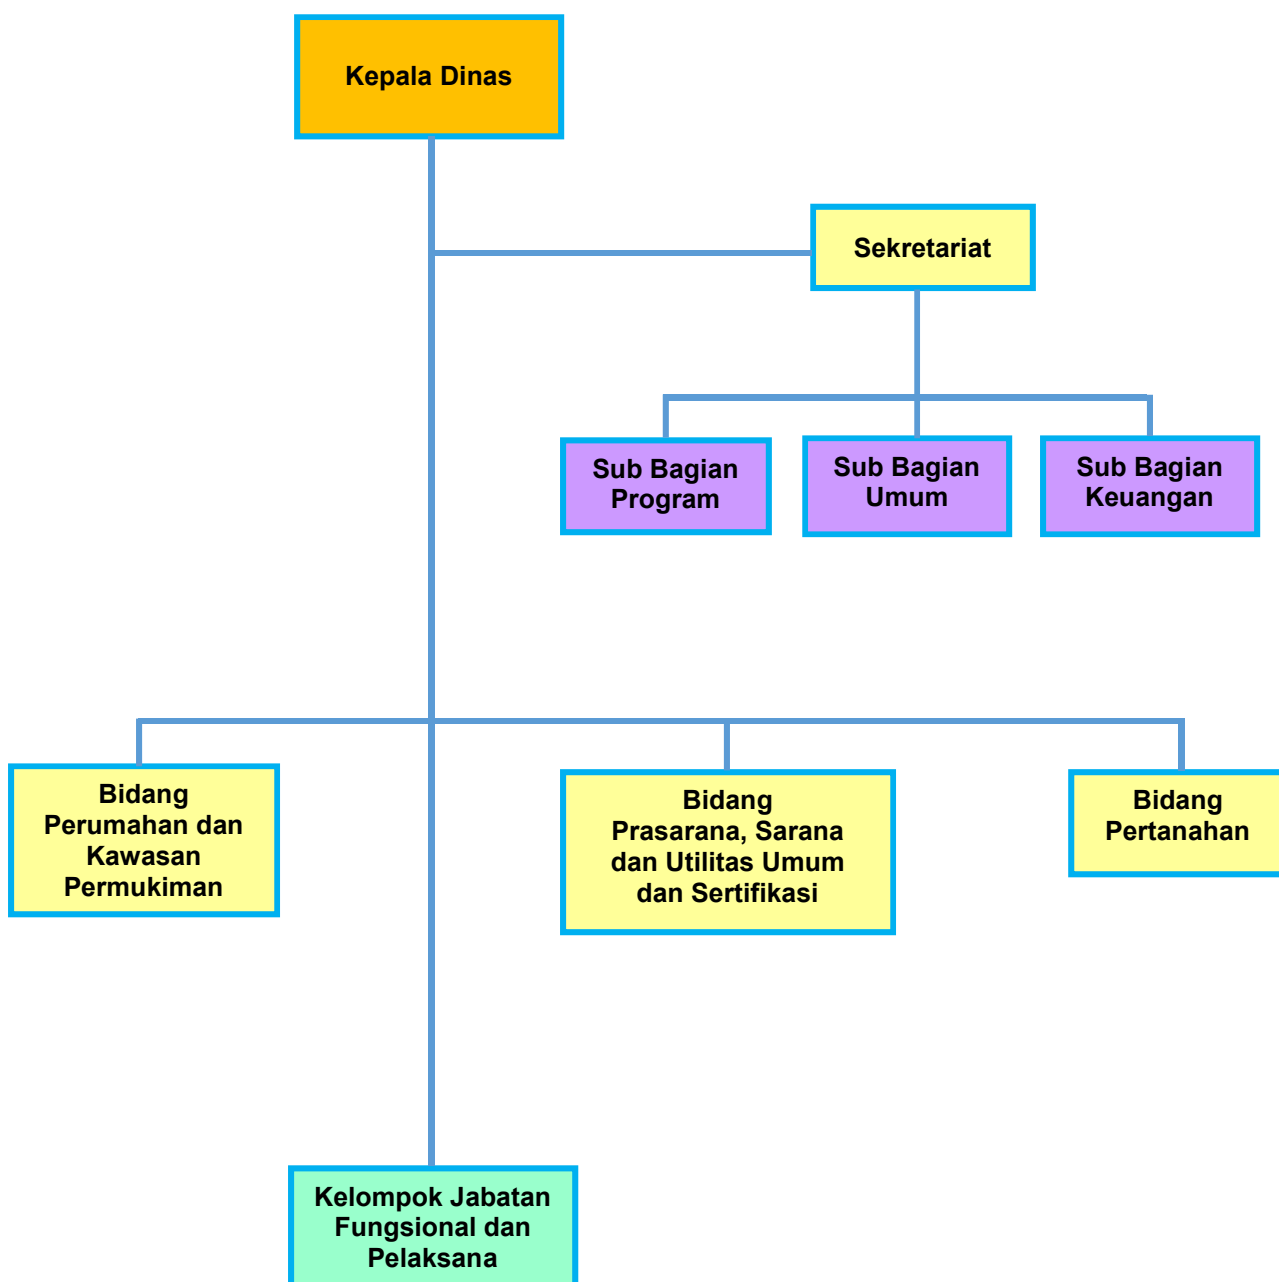 Kepala Dinas
Sekretariat
Sub Bagian
Program
Sub Bagian
Umum
Sub Bagian
Keuangan
Bidang
Perumahan dan
Kawasan
Permukiman
Bidang
Prasarana, Sarana
dan Utilitas Umum
dan Sertifikasi
Bidang
Pertanahan
Kelompok Jabatan
Fungsional dan
Pelaksana